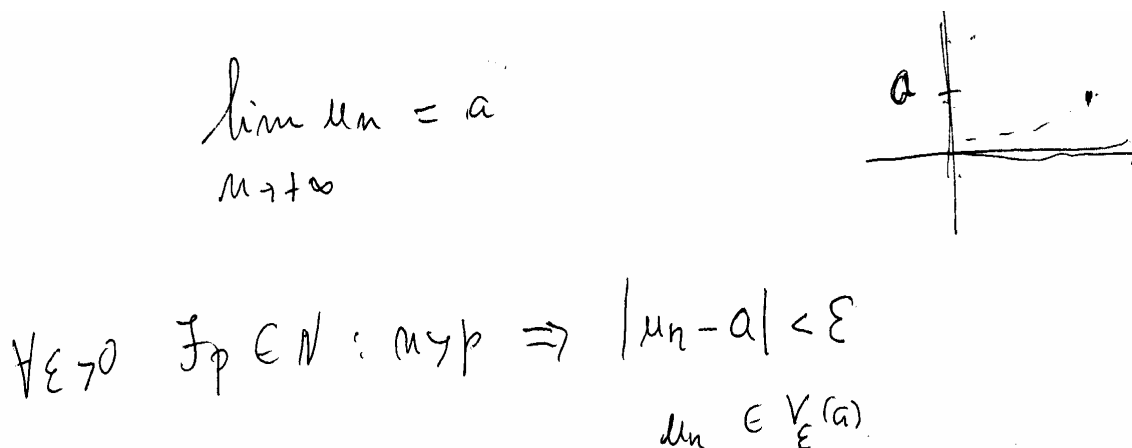 lim un = a
n→+∞
a
∀ε>0 ∃p ∈ ℕ : n>p ⇒ |un - a| < ε
un ∈ Vε(a)